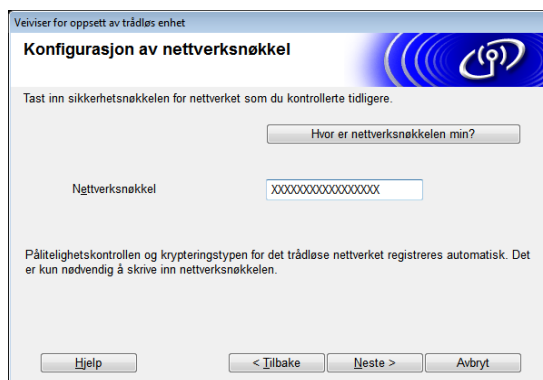 Veiviser for oppsett av trådløs enhet
Konfigurasjon av nettverksnøkkel
Tast inn sikkerhetsnøkkelen for nettverket som du kontrollerte tidligere.
Hvor er nettverksnøkkelen min?
Nettverksnøkkel
XXXXXXXXXXXXXXXXX
Pålitelighetskontrollen og krypteringstypen for det trådløse nettverket registreres automatisk. Det
er kun nødvendig å skrive inn nettverksnøkkelen.
Hjelp
< Tilbake
Neste >
Avbryt